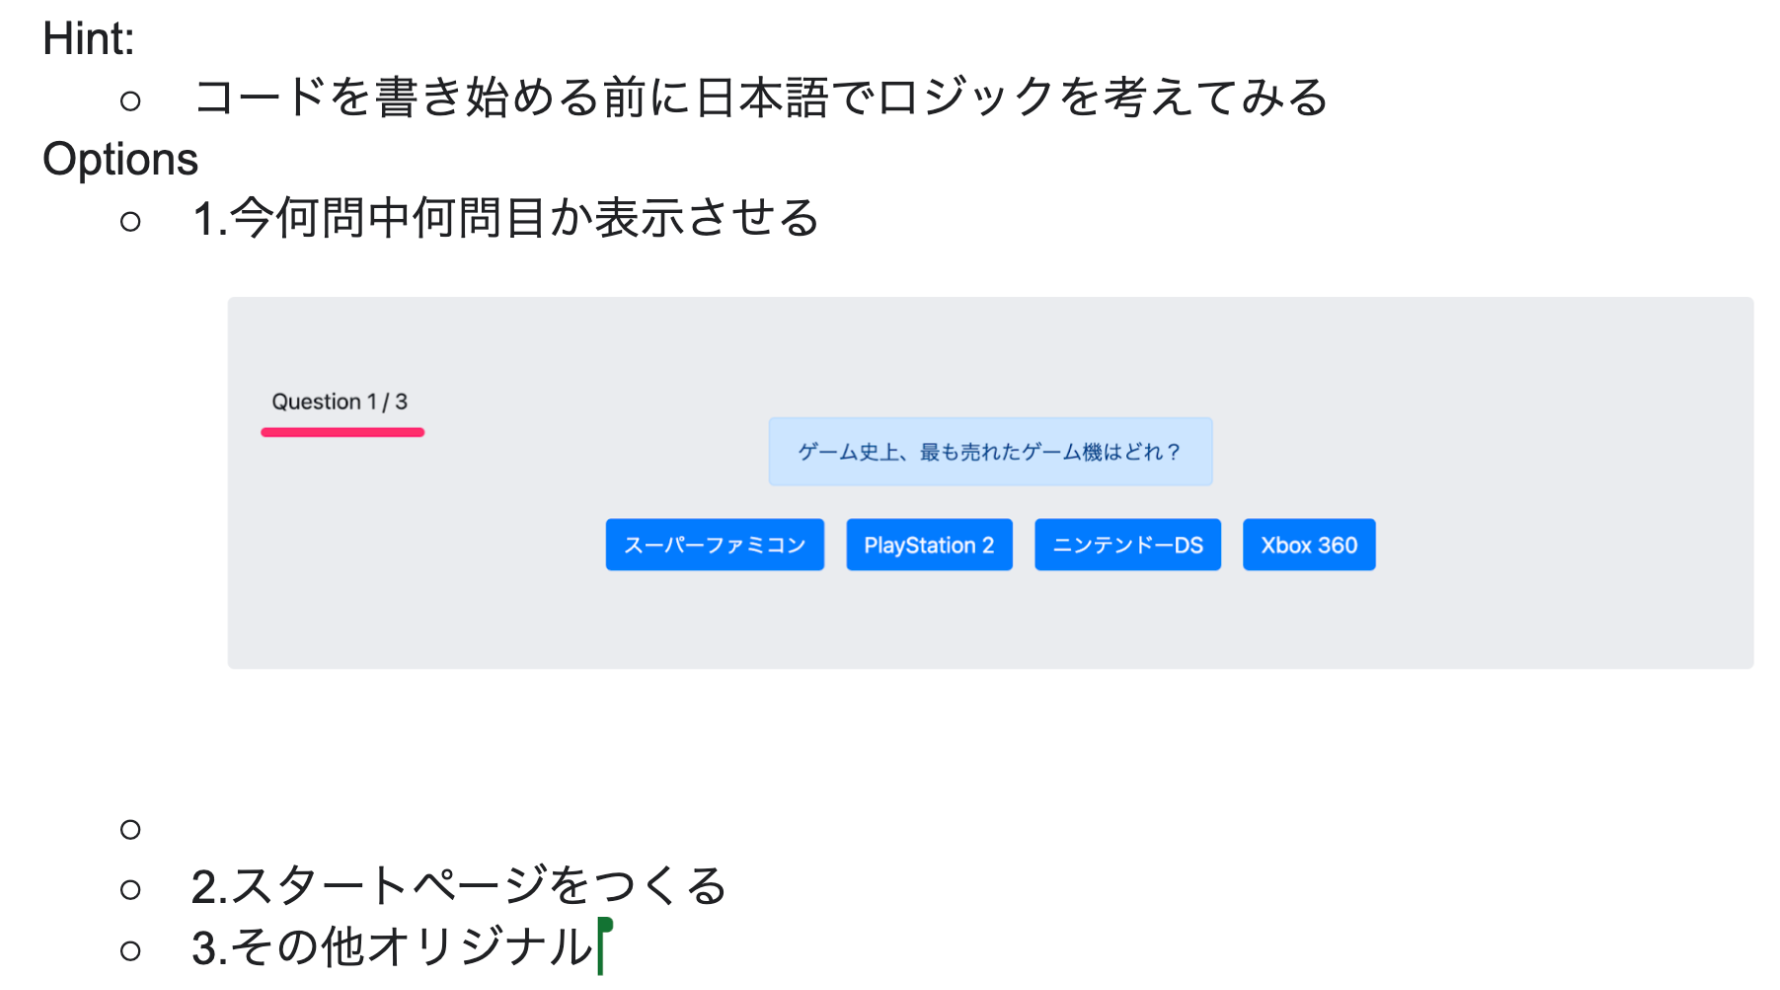 Hint:
コードを書き始める前に日本語でロジックを考えてみる
Options
1.今何問中何問目か表示させる
Question 1 / 3
ゲーム史上、最も売れたゲーム機はどれ？
スーパーファミコン PlayStation 2 ニンテンドーDS Xbox 360
2.スタートページをつくる
3.その他オリジナル